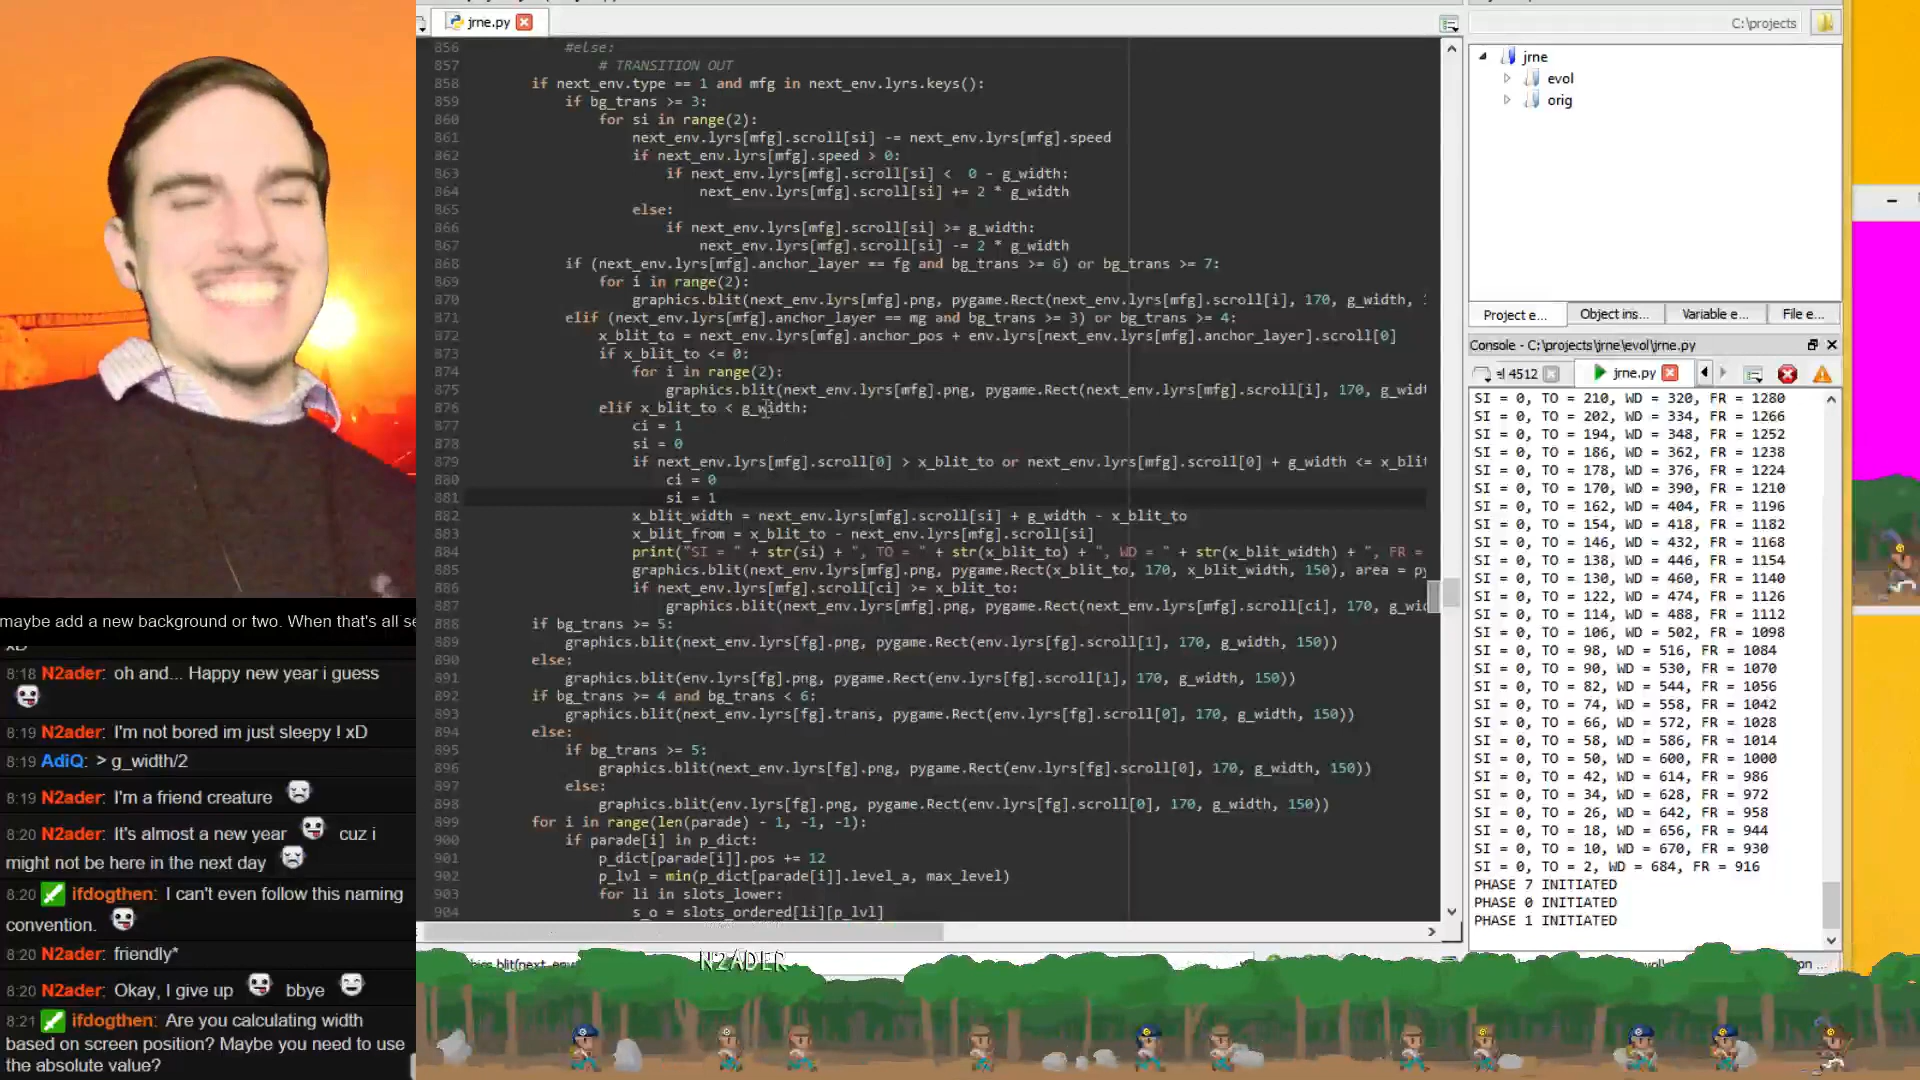 jrne.py
856 #else:
857 # TRANSITION OUT
858 if next_env.type == 1 and mfg in next_env.lyrs.keys():
859 if bg_trans >= 3:
860 for si in range(2):
861 next_env.lyrs[mfg].scroll[si] -= next_env.lyrs[mfg].speed
862 if next_env.lyrs[mfg].speed > 0:
863 if next_env.lyrs[mfg].scroll[si] < 0 - g_width:
864 next_env.lyrs[mfg].scroll[si] += 2 * g_width
865 else:
866 if next_env.lyrs[mfg].scroll[si] >= g_width:
867 next_env.lyrs[mfg].scroll[si] -= 2 * g_width
868 if (next_env.lyrs[mfg].anchor_layer == fg and bg_trans >= 6) or bg_trans >= 7:
869 for i in range(2):
870 graphics.blit(next_env.lyrs[mfg].png, pygame.Rect(next_env.lyrs[mfg].scroll[i], 170, g_width,
871 elif (next_env.lyrs[mfg].anchor_layer == mg and bg_trans >= 3) or bg_trans >= 4:
872 x_blit_to = next_env.lyrs[mfg].anchor_pos + env.lyrs[next_env.lyrs[mfg].anchor_layer].scroll[0]
873 if x_blit_to <= 0:
874 for i in range(2):
875 graphics.blit(next_env.lyrs[mfg].png, pygame.Rect(next_env.lyrs[mfg].scroll[i], 170, g_widt
876 elif x_blit_to < g_width:
877 ci = 1
878 si = 0
879 if next_env.lyrs[mfg].scroll[0] > x_blit_to or next_env.lyrs[mfg].scroll[0] + g_width <= x_blit
880 ci = 0
881 si = 1
882 x_blit_width = next_env.lyrs[mfg].scroll[si] + g_width - x_blit_to
883 x_blit_from = x_blit_to - next_env.lyrs[mfg].scroll[si]
884 print("SI = " + str(si) + ", TO = " + str(x_blit_to) + ", WD = " + str(x_blit_width) + ", FR =
885 graphics.blit(next_env.lyrs[mfg].png, pygame.Rect(x_blit_to, 170, x_blit_width, 150), area = py
886 if next_env.lyrs[mfg].scroll[ci] >= x_blit_to:
887 graphics.blit(next_env.lyrs[mfg].png, pygame.Rect(next_env.lyrs[mfg].scroll[ci], 170, g_wid
888 if bg_trans >= 5:
889 graphics.blit(next_env.lyrs[fg].png, pygame.Rect(env.lyrs[fg].scroll[1], 170, g_width, 150))
890 else:
891 graphics.blit(env.lyrs[fg].png, pygame.Rect(env.lyrs[fg].scroll[1], 170, g_width, 150))
892 if bg_trans >= 4 and bg_trans < 6:
893 graphics.blit(next_env.lyrs[fg].trans, pygame.Rect(env.lyrs[fg].scroll[0], 170, g_width, 150))
894 else:
895 if bg_trans >= 5:
896 graphics.blit(next_env.lyrs[fg].png, pygame.Rect(env.lyrs[fg].scroll[0], 170, g_width, 150))
897 else:
898 graphics.blit(env.lyrs[fg].png, pygame.Rect(env.lyrs[fg].scroll[0], 170, g_width, 150))
899 for i in range(len(parade) - 1, -1, -1):
900 if parade[i] in p_dict:
901 p_dict[parade[i]].pos += 12
902 p_lvl = min(p_dict[parade[i]].level_a, max_level)
903 for li in slots_lower:
904 s_o = slots_ordered[li][p_lvl]
C:\projects
jrne
evol
orig
Project e...
Object ins...
Variable e...
File e...
Console - C:\projects\jrne\evol\jrne.py
el 4512
jrne.py
SI = 0, TO = 210, WD = 320, FR = 1280
SI = 0, TO = 202, WD = 334, FR = 1266
SI = 0, TO = 194, WD = 348, FR = 1252
SI = 0, TO = 186, WD = 362, FR = 1238
SI = 0, TO = 178, WD = 376, FR = 1224
SI = 0, TO = 170, WD = 390, FR = 1210
SI = 0, TO = 162, WD = 404, FR = 1196
SI = 0, TO = 154, WD = 418, FR = 1182
SI = 0, TO = 146, WD = 432, FR = 1168
SI = 0, TO = 138, WD = 446, FR = 1154
SI = 0, TO = 130, WD = 460, FR = 1140
SI = 0, TO = 122, WD = 474, FR = 1126
SI = 0, TO = 114, WD = 488, FR = 1112
SI = 0, TO = 106, WD = 502, FR = 1098
SI = 0, TO = 98, WD = 516, FR = 1084
SI = 0, TO = 90, WD = 530, FR = 1070
SI = 0, TO = 82, WD = 544, FR = 1056
SI = 0, TO = 74, WD = 558, FR = 1042
SI = 0, TO = 66, WD = 572, FR = 1028
SI = 0, TO = 58, WD = 586, FR = 1014
SI = 0, TO = 50, WD = 600, FR = 1000
SI = 0, TO = 42, WD = 614, FR = 986
SI = 0, TO = 34, WD = 628, FR = 972
SI = 0, TO = 26, WD = 642, FR = 958
SI = 0, TO = 18, WD = 656, FR = 944
SI = 0, TO = 10, WD = 670, FR = 930
SI = 0, TO = 2, WD = 684, FR = 916
PHASE 7 INITIATED
PHASE 0 INITIATED
PHASE 1 INITIATED
maybe add a new background or two. When that's all se
xD
8:18 N2ader: oh and... Happy new year i guess
8:19 N2ader: I'm not bored im just sleepy ! xD
8:19 AdiQ: > g_width/2
8:19 N2ader: I'm a friend creature
8:20 N2ader: It's almost a new year cuz i
might not be here in the next day
8:20 ifdogthen: I can't even follow this naming
convention.
8:20 N2ader: friendly*
8:20 N2ader: Okay, I give up bbye
8:21 ifdogthen: Are you calculating width
based on screen position? Maybe you need to use
the absolute value?
N2ADER